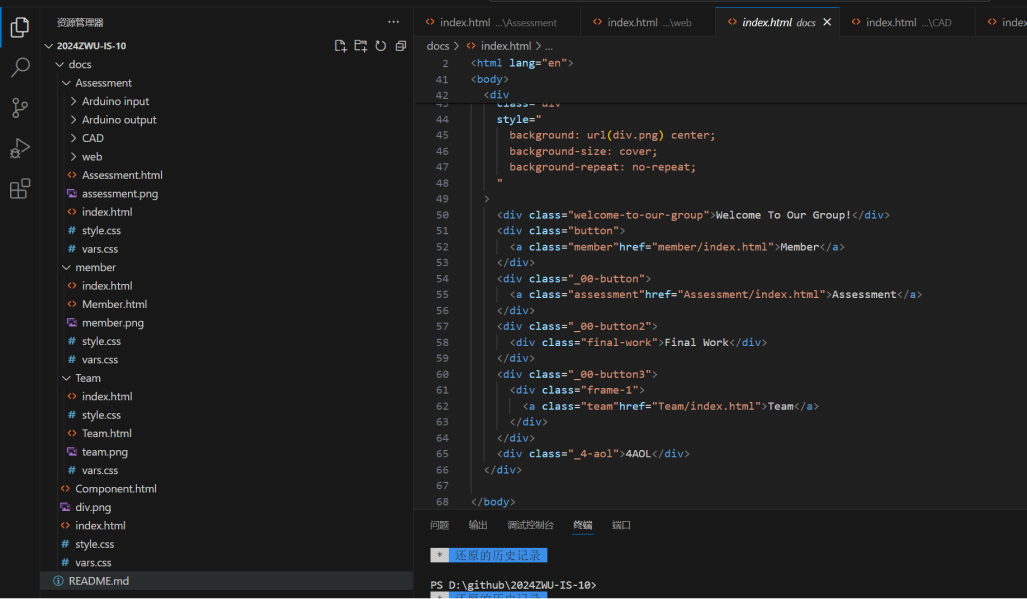 资源管理器
2024ZWU-IS-10
docs
Assessment
Arduino input
Arduino output
CAD
web
Assessment.html
assessment.png
index.html
style.css
vars.css
member
index.html
Member.html
member.png
style.css
vars.css
Team
index.html
style.css
Team.html
team.png
vars.css
Component.html
div.png
index.html
style.css
vars.css
README.md
index.html ...\Assessment
index.html ...\web
index.html docs
index.html ...\CAD
index
docs > index.html > ...
2 <html lang="en">
41 <body>
42 <div
43 class="div"
44 style="
45 background: url(div.png) center;
46 background-size: cover;
47 background-repeat: no-repeat;
48 "
49 >
50 <div class="welcome-to-our-group">Welcome To Our Group!</div>
51 <div class="button">
52 <a class="member"href="member/index.html">Member</a>
53 </div>
54 <div class="_00-button">
55 <a class="assessment"href="Assessment/index.html">Assessment</a>
56 </div>
57 <div class="_00-button2">
58 <div class="final-work">Final Work</div>
59 </div>
60 <div class="_00-button3">
61 <div class="frame-1">
62 <a class="team"href="Team/index.html">Team</a>
63 </div>
64 </div>
65 <div class="_4-aol">4AOL</div>
66 </div>
67
68 </body>
问题 输出 调试控制台 终端 端口
* 还原的历史记录
PS D:\github\2024ZWU-IS-10>
* 还原的历史记录